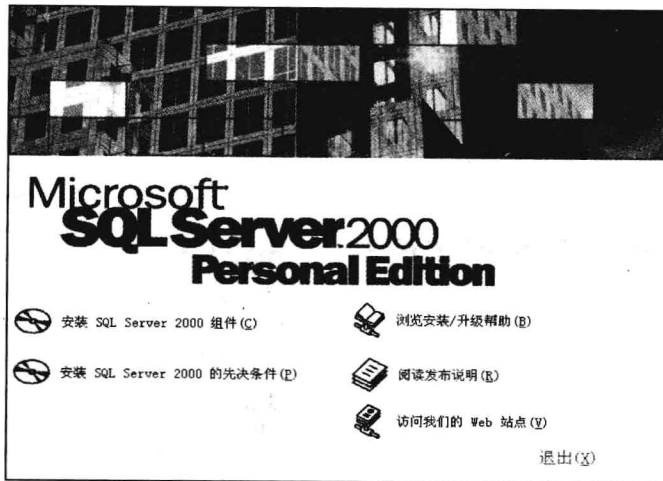 Microsoft
SQL Server 2000
Personal Edition
安装 SQL Server 2000 组件(C)
浏览安装/升级帮助(B)
安装 SQL Server 2000 的先决条件(P)
阅读发布说明(R)
访问我们的 Web 站点(V)
退出(X)